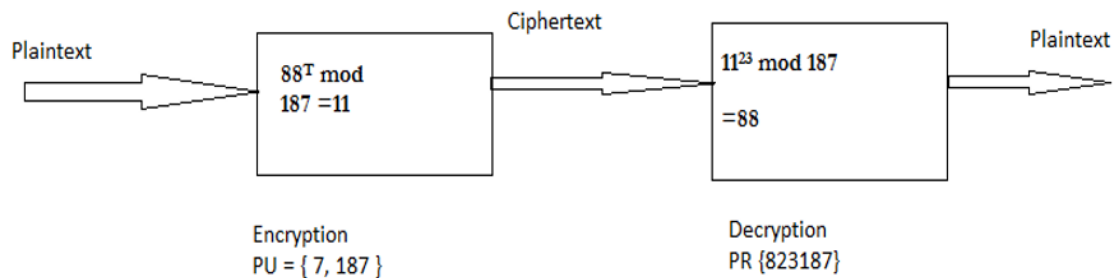 Plaintext
Ciphertext
Plaintext
88ᵀ mod
187 =11
11²³ mod 187
=88
Encryption
PU = { 7, 187 }
Decryption
PR {823187}